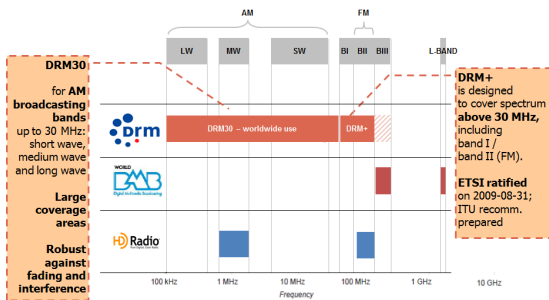 AM
FM
LW
MW
SW
BI
BII
BIII
L-BAND
DRM30
for AM
broadcasting
bands
up to 30 MHz:
short wave,
medium wave
and long wave.
Large
coverage
areas
Robust
against
fading and
interference
DRM+
is designed
to cover spectrum
above 30 MHz,
including
band I /
band II (FM).
ETSI ratified
on 2009-08-31;
ITU recomm.
prepared
DRM
DRM30 – worldwide use
DRM+
WORLD
DMB
Digital Multimedia Broadcasting
HD Radio
100 kHz
1 MHz
10 MHz
100 MHz
1 GHz
10 GHz
Frequency